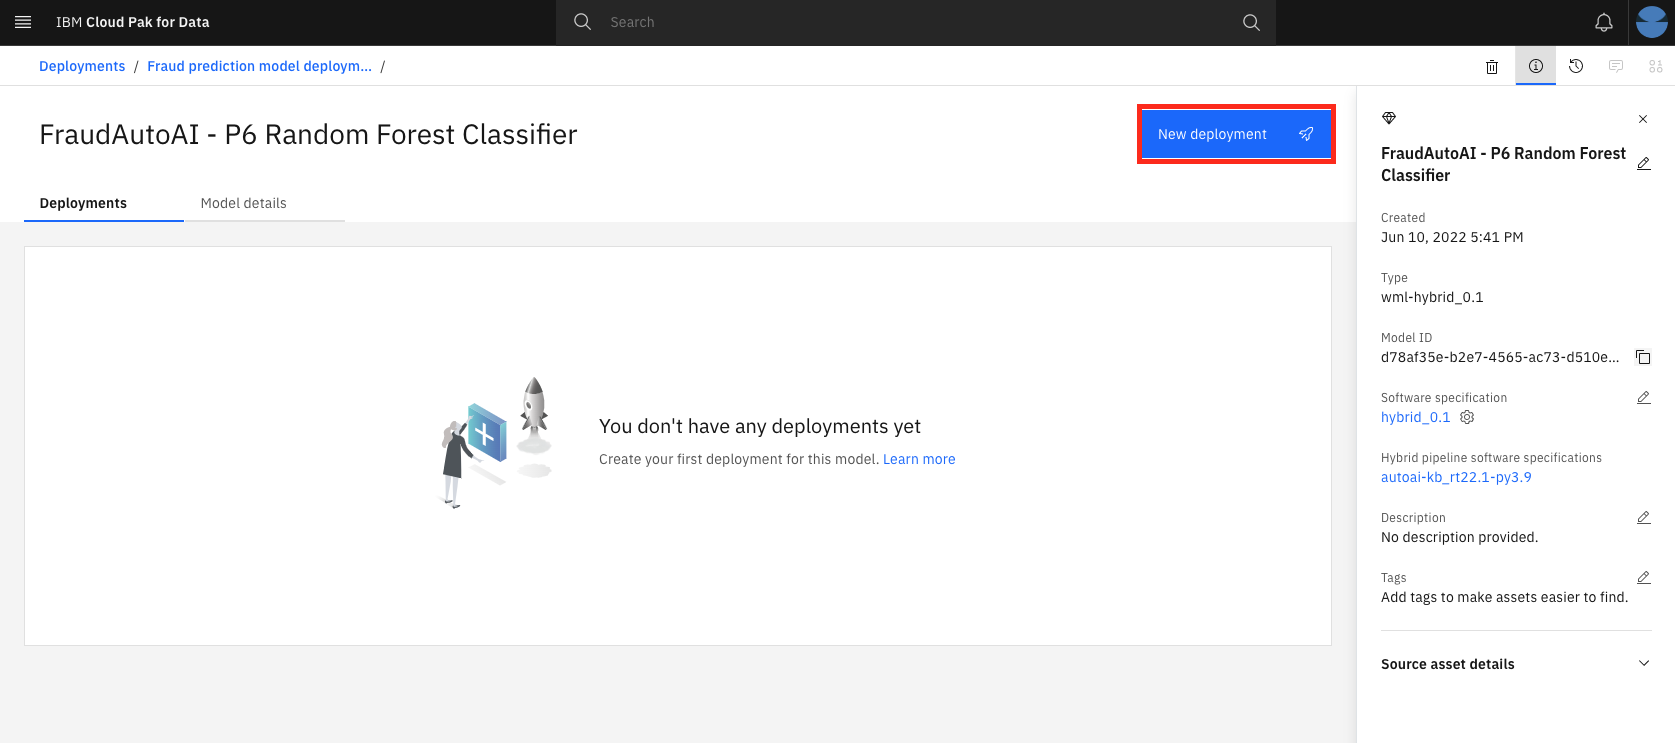 IBM Cloud Pak for Data
Search
Deployments / Fraud prediction model deploym... /
FraudAutoAI - P6 Random Forest Classifier
New deployment
Deployments
Model details
You don't have any deployments yet
Create your first deployment for this model. Learn more
FraudAutoAI - P6 Random Forest
Classifier
Created
Jun 10, 2022 5:41 PM
Type
wml-hybrid_0.1
Model ID
d78af35e-b2e7-4565-ac73-d510e...
Software specification
hybrid_0.1
Hybrid pipeline software specifications
autoai-kb_rt22.1-py3.9
Description
No description provided.
Tags
Add tags to make assets easier to find.
Source asset details